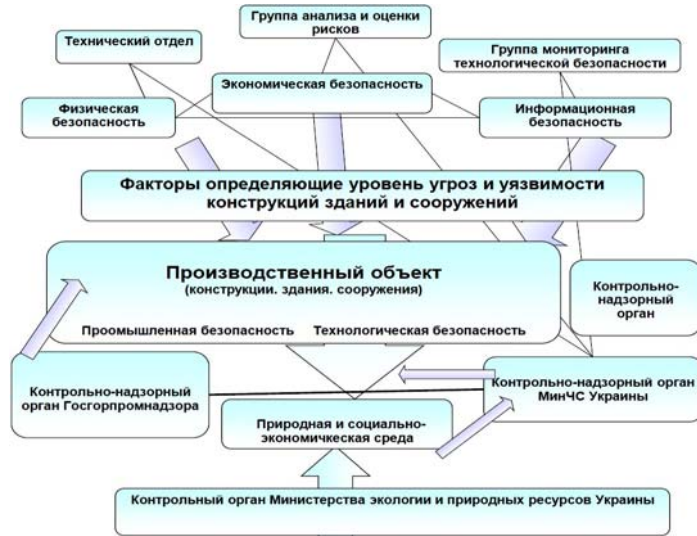 Группа анализа и оценки
рисков
Технический отдел
Группа мониторинга
технологической безопасности
Экономическая безопасность
Физическая
безопасность
Информационная
безопасность
Факторы определяющие уровень угроз и уязвимости
конструкций зданий и сооружений
Производственный объект
(конструкции. здания. сооружения)
Проомышленная безопасность Технологическая безопасность
Контрольно-
надзорный
орган
Контрольно-надзорный
орган Госгорпромнадзора
Контрольно-надзорный орган
МинЧС Украины
Природная и социально-
экономичкеская среда
Контрольный орган Министерства экологии и природных ресурсов Украины